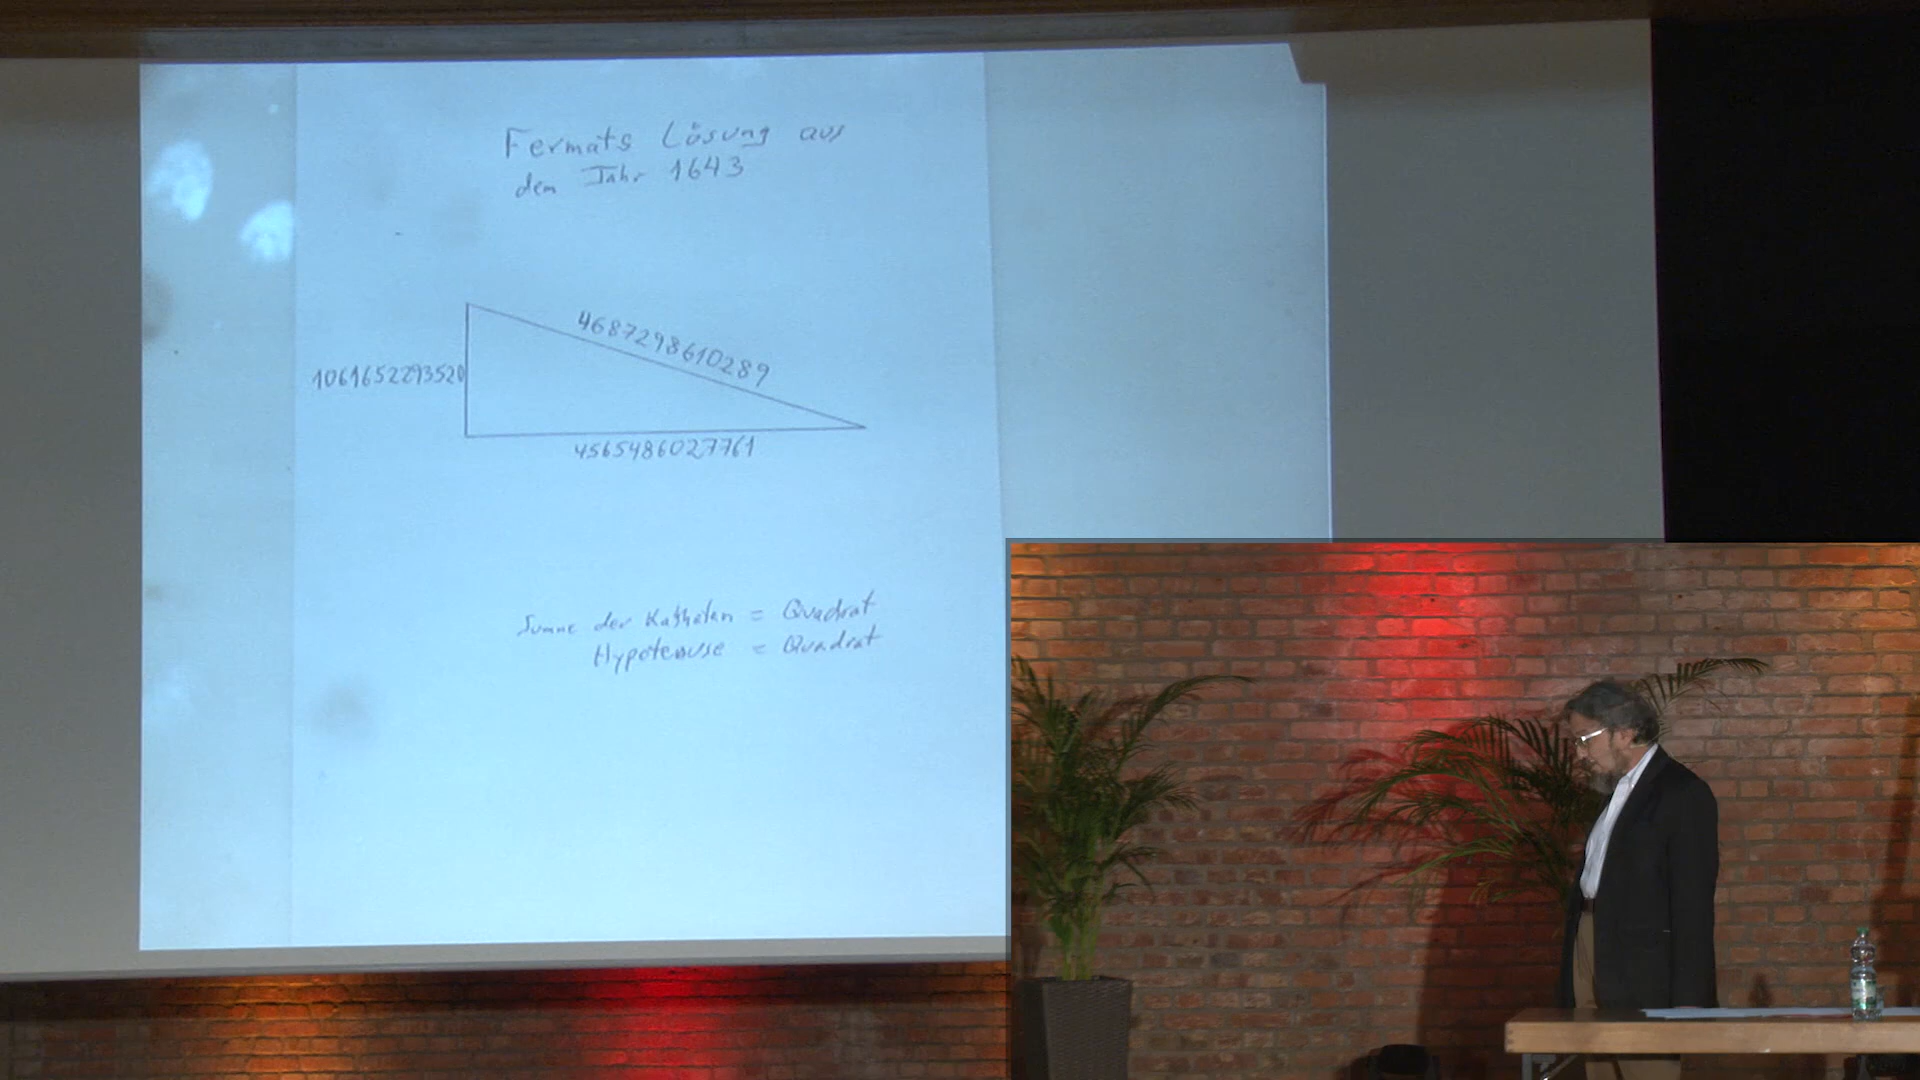 Fermats Lösung aus
dem Jahr 1643
4687298610289
1061652293520
4565486027761
Summe der Katheten = Quadrat
Hypotenuse = Quadrat